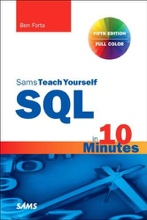 Ben Forta
FIFTH EDITION
FULL COLOR
Sams Teach Yourself
SQL
in 10
Minutes
SAMS